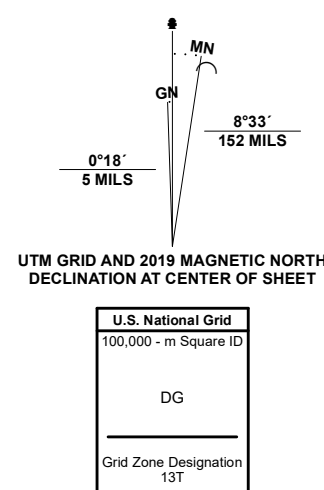 MN
GN
8°33´
152 MILS
0°18´
5 MILS
UTM GRID AND 2019 MAGNETIC NORTH
DECLINATION AT CENTER OF SHEET
U.S. National Grid
100,000 - m Square ID
DG
Grid Zone Designation
13T